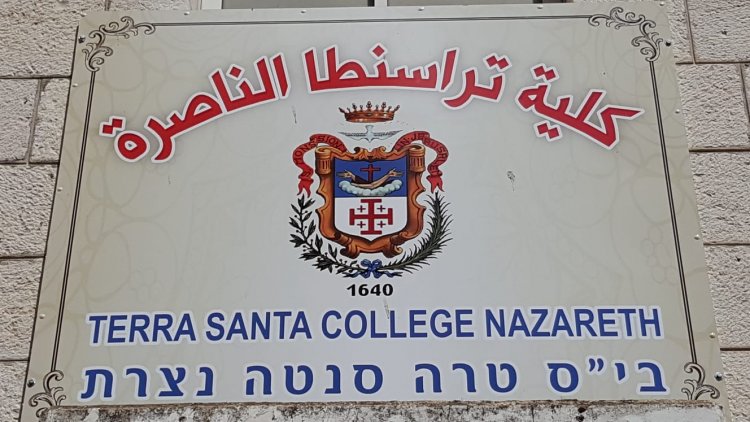 كلية تراسنطا الناصرة
1640
TERRA SANTA COLLEGE NAZARETH
בי"ס טרה סנטה נצרת